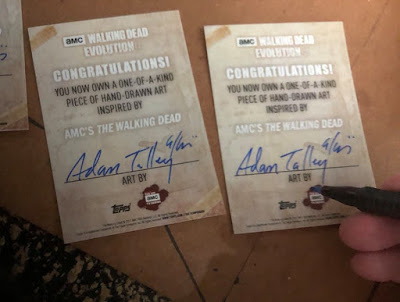 AMC WALKING DEAD
EVOLUTION
CONGRATULATIONS!
YOU NOW OWN A ONE-OF-A-KIND
PIECE OF HAND-DRAWN ART
INSPIRED BY
AMC'S THE WALKING DEAD
Adam Talley
ART BY
Topps
AMC
AMC WALKING DEAD
EVOLUTION
CONGRATULATIONS!
YOU NOW OWN A ONE-OF-A-KIND
PIECE OF HAND-DRAWN ART
INSPIRED BY
AMC'S THE WALKING DEAD
Adam Talley
ART BY
Topps
AMC